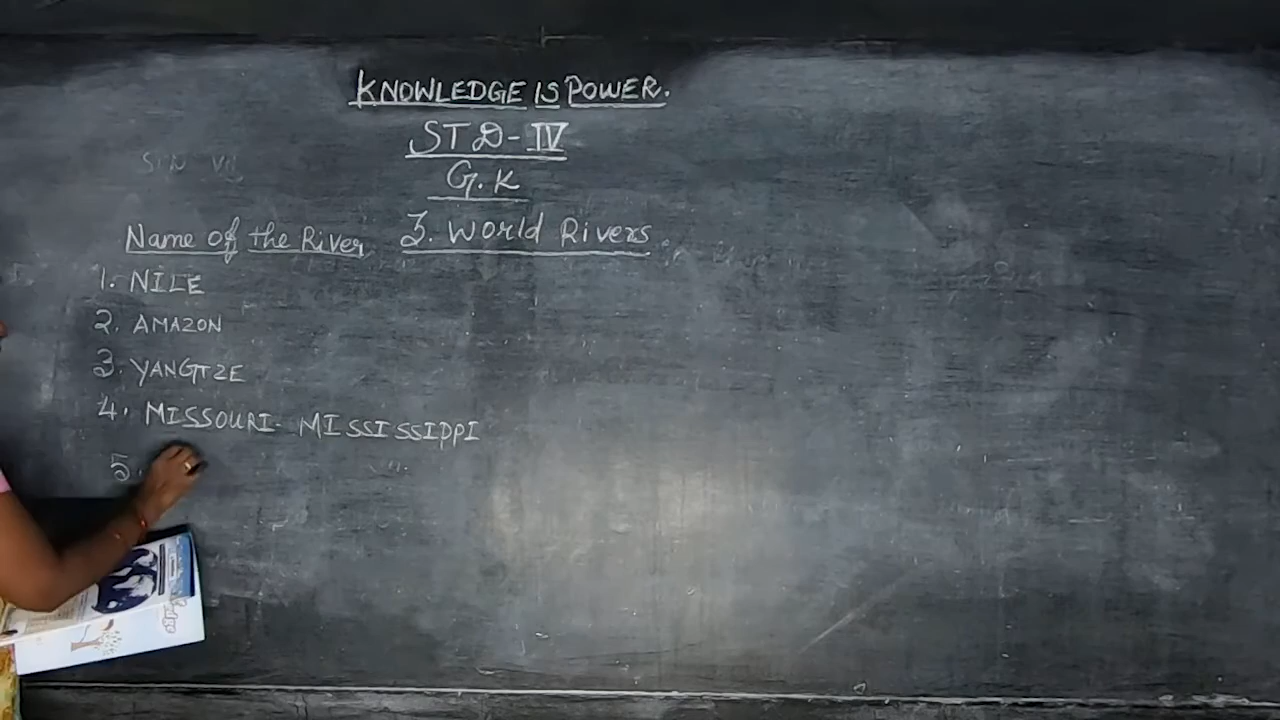 KNOWLEDGE IS POWER.
STD-IV
G.K
3. World Rivers
Name of the River
1. NILE
2. AMAZON
3. YANGTZE
4. MISSOURI- MISSISSIPPI
5.